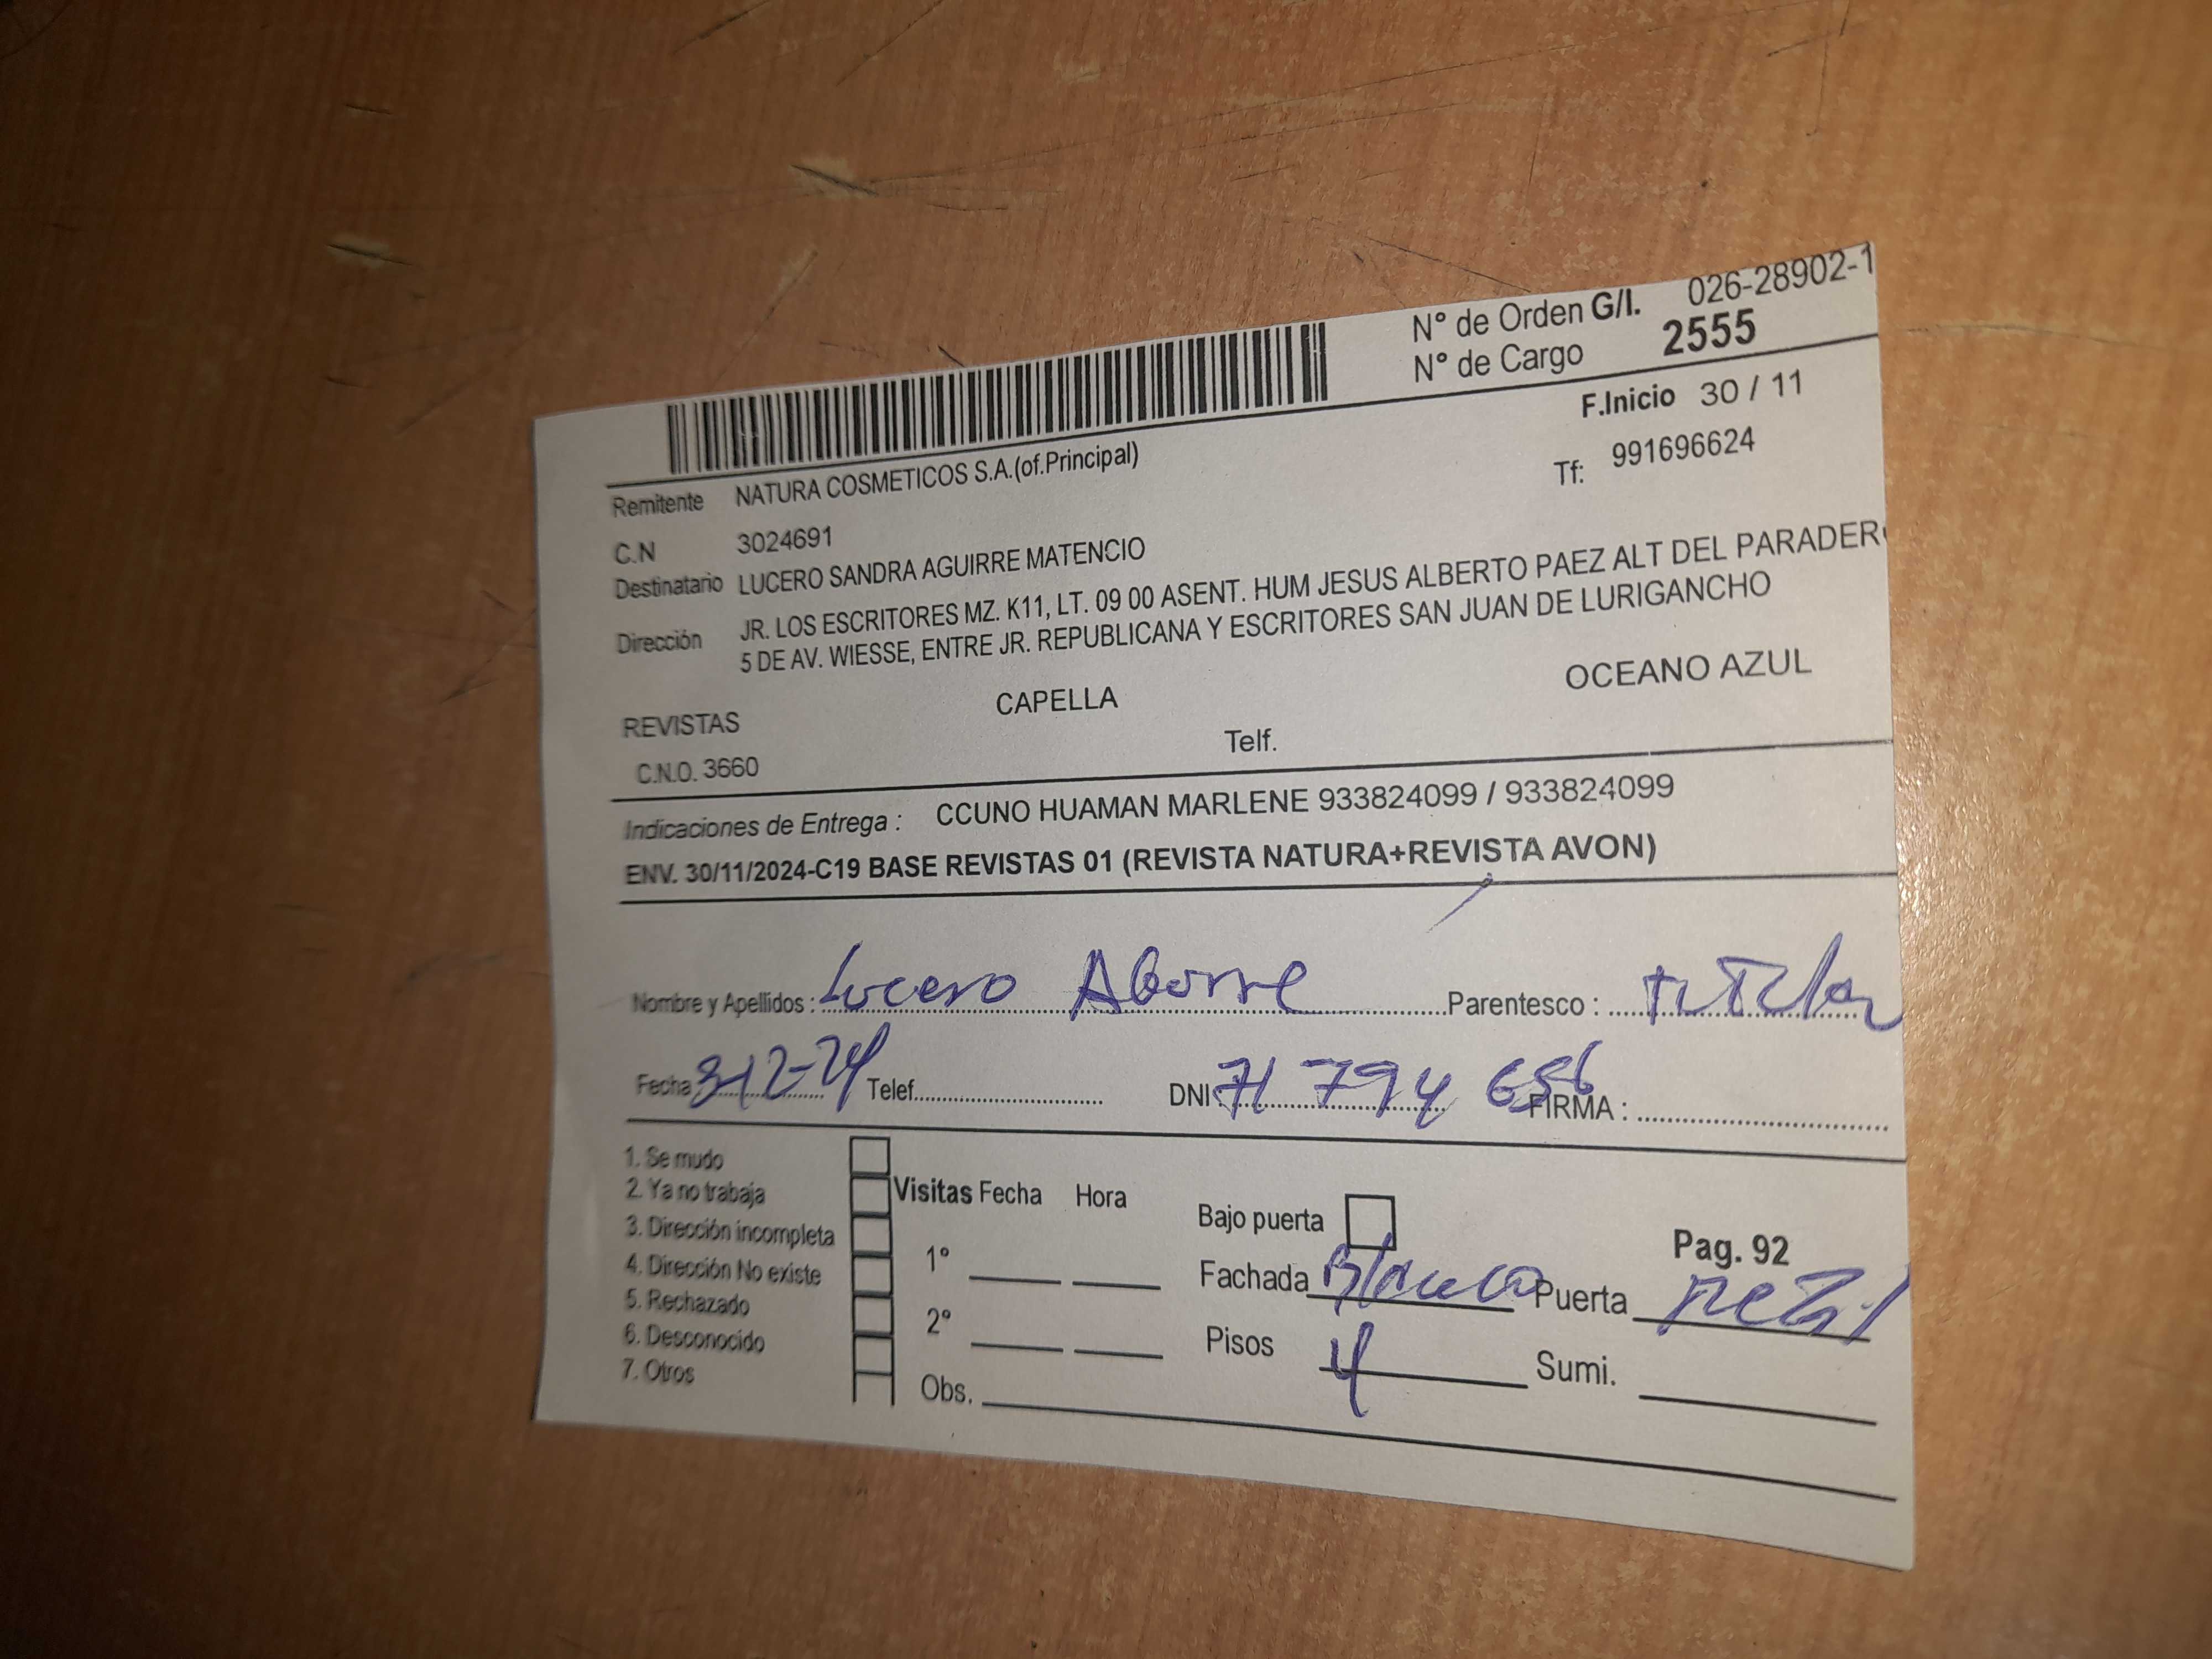 N° de Orden G/I. 026-28902-1
N° de Cargo 2555
F.Inicio 30 / 11
Remitente NATURA COSMETICOS S.A.(of.Principal)
Tf: 991696624
C.N 3024691
Destinatario LUCERO SANDRA AGUIRRE MATENCIO
Dirección JR. LOS ESCRITORES MZ. K11, LT. 09 00 ASENT. HUM JESUS ALBERTO PAEZ ALT DEL PARADER
5 DE AV. WIESSE, ENTRE JR. REPUBLICANA Y ESCRITORES SAN JUAN DE LURIGANCHO
REVISTAS CAPELLA OCEANO AZUL
C.N.O. 3660 Telf.
Indicaciones de Entrega : CCUNO HUAMAN MARLENE 933824099 / 933824099
ENV. 30/11/2024-C19 BASE REVISTAS 01 (REVISTA NATURA+REVISTA AVON)
Nombre y Apellidos : Lucero Parentesco : titular
Fecha 3-12-24 Telef. DNI 71 794 656 FIRMA :
1. Se mudo
2. Ya no trabaja
3. Dirección incompleta
4. Dirección No existe
5. Rechazado
6. Desconocido
7. Otros
Visitas Fecha Hora
1°
2°
Obs.
Bajo puerta
Pag. 92
Fachada Blanca Puerta
Pisos 4 Sumi.